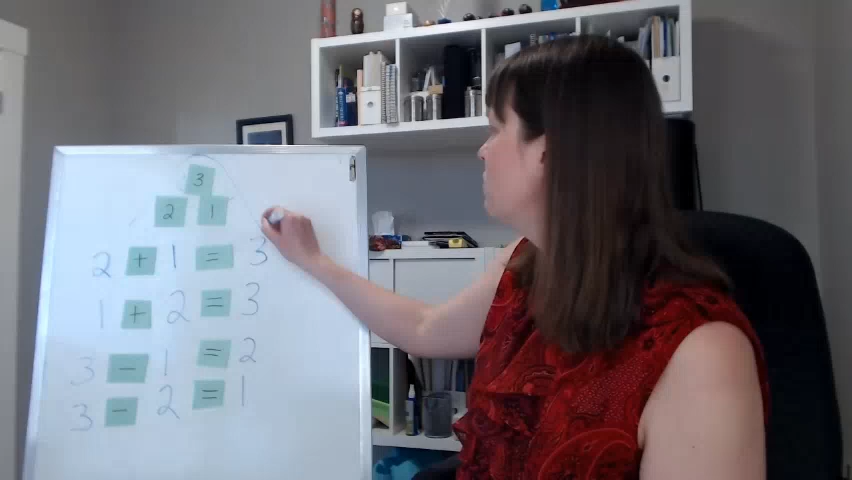 3
2 1
2 + 1 = 3
1 + 2 = 3
3 - 1 = 2
3 - 2 = 1